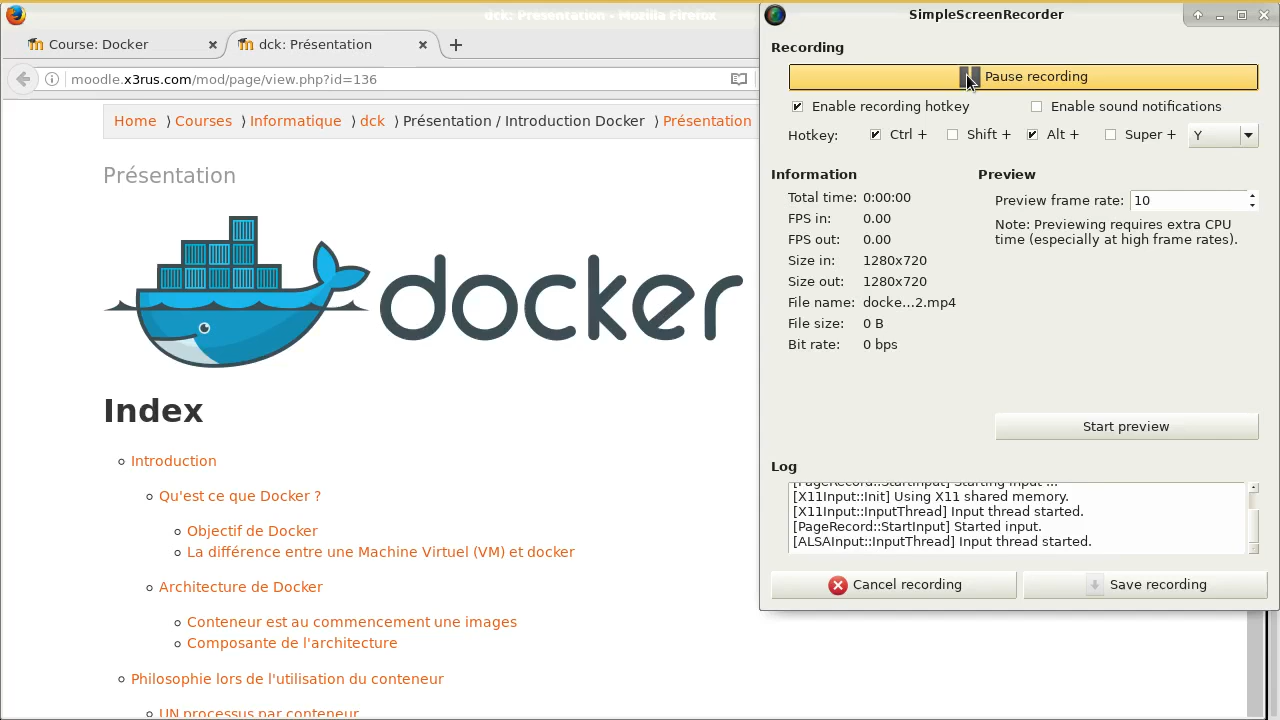 dck: Présentation - Mozilla Firefox
Course: Docker
dck: Présentation
moodle.x3rus.com/mod/page/view.php?id=136
Home ⟩ Courses ⟩ Informatique ⟩ dck ⟩ Présentation / Introduction Docker ⟩ Présentation
Présentation
docker
Index
Introduction
Qu'est ce que Docker ?
Objectif de Docker
La différence entre une Machine Virtuel (VM) et docker
Architecture de Docker
Conteneur est au commencement une images
Composante de l'architecture
Philosophie lors de l'utilisation du conteneur
UN processus par conteneur
SimpleScreenRecorder
Recording
Pause recording
Enable recording hotkey
Enable sound notifications
Hotkey: Ctrl + Shift + Alt + Super + Y
Information
Total time: 0:00:00
FPS in: 0.00
FPS out: 0.00
Size in: 1280x720
Size out: 1280x720
File name: docke...2.mp4
File size: 0 B
Bit rate: 0 bps
Preview
Preview frame rate: 10
Note: Previewing requires extra CPU
time (especially at high frame rates).
Start preview
Log
[PageRecord::StartInput] Starting input ...
[X11Input::Init] Using X11 shared memory.
[X11Input::InputThread] Input thread started.
[PageRecord::StartInput] Started input.
[ALSAInput::InputThread] Input thread started.
Cancel recording
Save recording